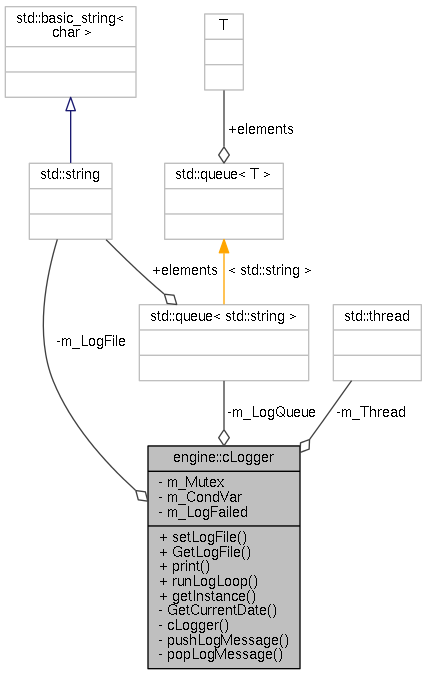 std::basic_string<
char >
T
+elements
std::string
std::queue< T >
+elements
< std::string >
std::queue< std::string >
std::thread
-m_LogFile
-m_LogQueue
-m_Thread
engine::cLogger
- m_Mutex
- m_CondVar
- m_LogFailed
+ setLogFile()
+ GetLogFile()
+ print()
+ runLogLoop()
+ getInstance()
- GetCurrentDate()
- cLogger()
- pushLogMessage()
- popLogMessage()